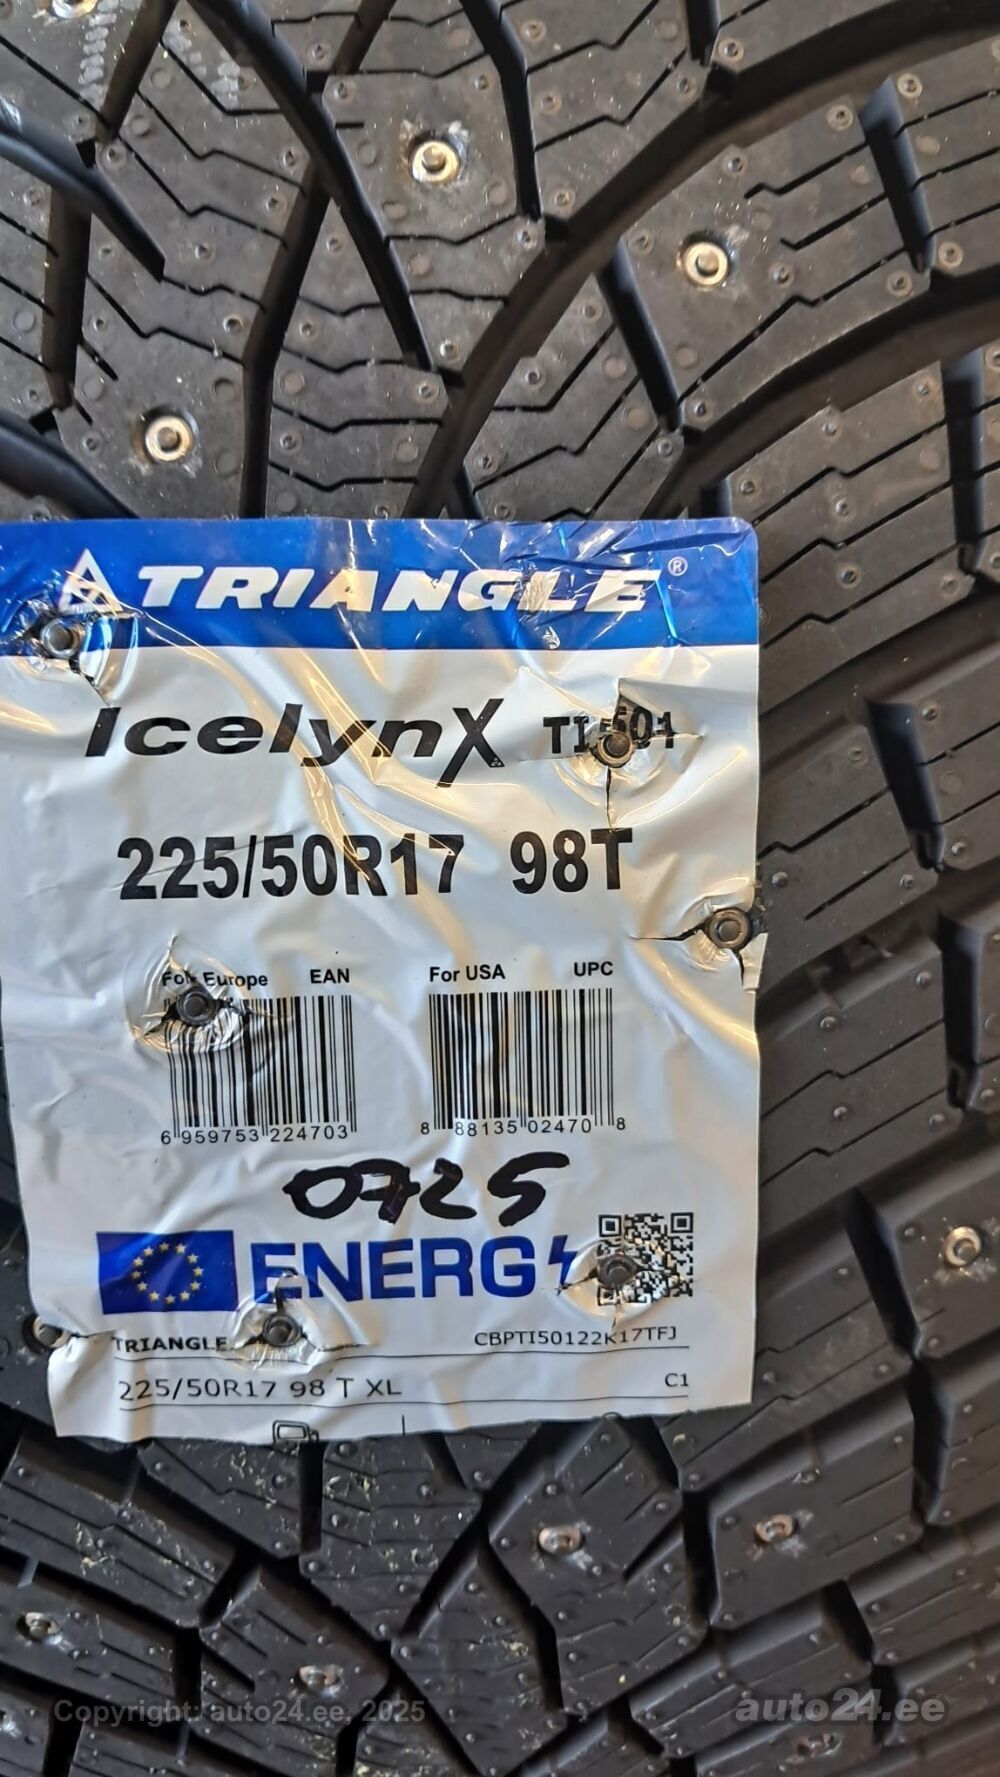 TRIANGLE®
IcelynX TI501
225/50R17 98T
For Europe EAN
For USA UPC
6 959753 224703
8 88135 02470 8
0725
ENERG
TRIANGLE
CBPTI50122K17TFJ
225/50R17 98 T XL
C1
Copyright: auto24.ee, 2025
auto24.ee